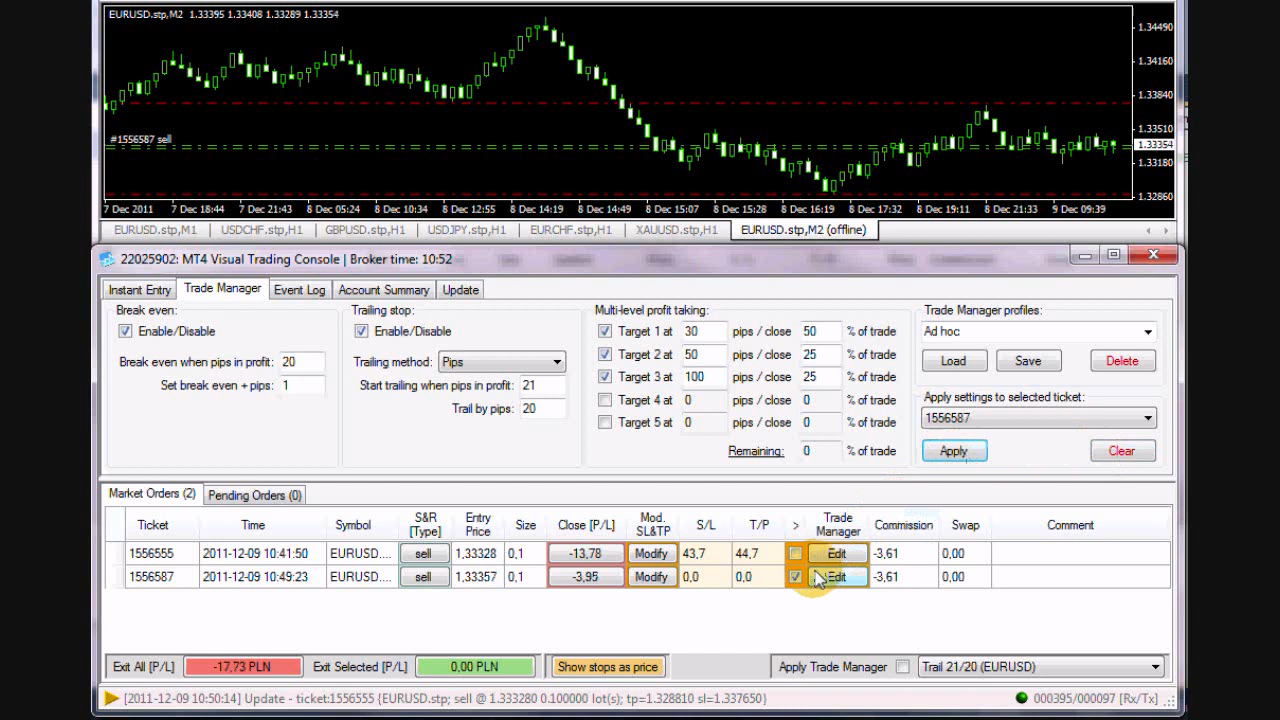 EURUSD.stp,M2 1.33395 1.33408 1.33289 1.33354
1.34490
1.34160
1.33840
1.33510
1.33354
1.33180
1.32860
#1556587 sell
7 Dec 2011 7 Dec 18:44 7 Dec 21:43 8 Dec 05:24 8 Dec 10:34 8 Dec 12:55 8 Dec 14:19 8 Dec 14:49 8 Dec 15:07 8 Dec 15:28 8 Dec 16:19 8 Dec 17:32 8 Dec 19:11 8 Dec 21:33 9 Dec 09:39
EURUSD.stp,M1 USDCHF.stp,H1 GBPUSD.stp,H1 USDJPY.stp,H1 EURCHF.stp,H1 XAUUSD.stp,H1 EURUSD.stp,M2 (offline)
22025902: MT4 Visual Trading Console | Broker time: 10:52
Instant Entry Trade Manager Event Log Account Summary Update
Break even:
Enable/Disable
Break even when pips in profit: 20
Set break even + pips: 1
Trailing stop:
Enable/Disable
Trailing method: Pips
Start trailing when pips in profit: 21
Trail by pips: 20
Multi-level profit taking:
Target 1 at 30 pips / close 50 % of trade
Target 2 at 50 pips / close 25 % of trade
Target 3 at 100 pips / close 25 % of trade
Target 4 at 0 pips / close 0 % of trade
Target 5 at 0 pips / close 0 % of trade
Remaining: 0 % of trade
Trade Manager profiles:
Ad hoc
Load Save Delete
Apply settings to selected ticket:
1556587
Apply Clear
Market Orders (2) Pending Orders (0)
Ticket Time Symbol S&R [Type] Entry Price Size Close [P/L] Mod. SL&TP S/L T/P > Trade Manager Commission Swap Comment
1556555 2011-12-09 10:41:50 EURUSD.... sell 1,33328 0,1 -13,78 Modify 43,7 44,7 Edit -3,61 0,00
1556587 2011-12-09 10:49:23 EURUSD.... sell 1,33357 0,1 -3,95 Modify 0,0 0,0 Edit -3,61 0,00
Exit All [P/L] -17,73 PLN Exit Selected [P/L] 0,00 PLN Show stops as price Apply Trade Manager Trail 21/20 (EURUSD)
[2011-12-09 10:50:14] Update - ticket:1556555 {EURUSD.stp; sell @ 1.333280 0.100000 lot(s); tp=1.328810 sl=1.337650} 000395/000097 [Rx/Tx]